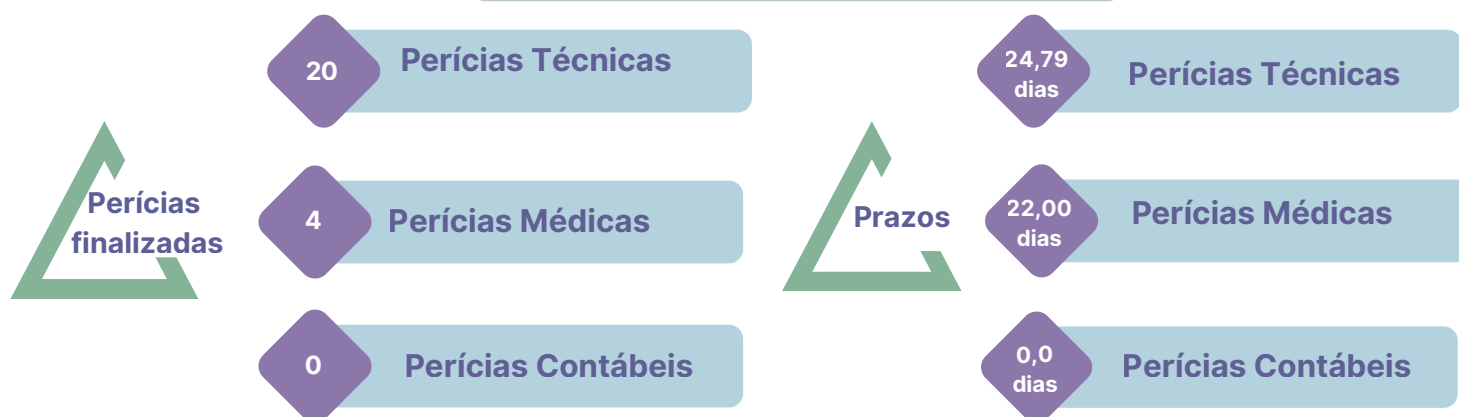 Perícias
finalizadas
20
Perícias Técnicas
4
Perícias Médicas
0
Perícias Contábeis
Prazos
24,79
dias
Perícias Técnicas
22,00
dias
Perícias Médicas
0,0
dias
Perícias Contábeis